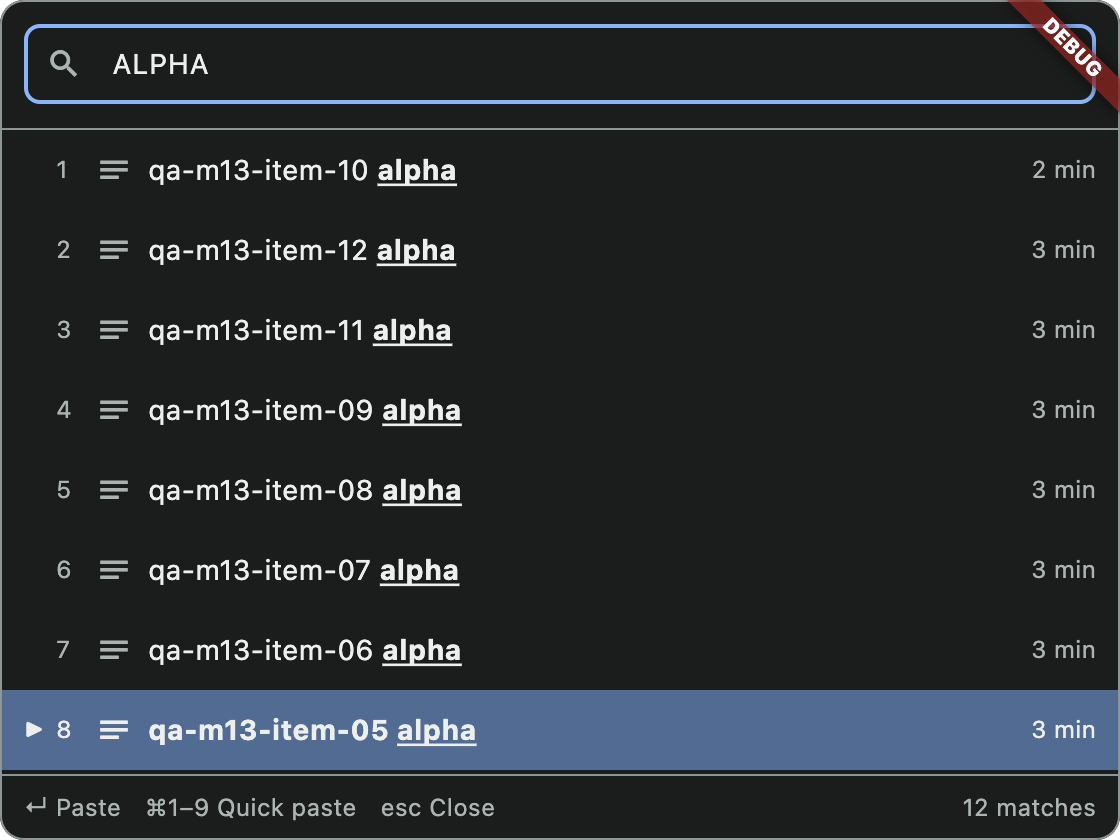 ALPHA
DEBUG
1 qa-m13-item-10 alpha 2 min
2 qa-m13-item-12 alpha 3 min
3 qa-m13-item-11 alpha 3 min
4 qa-m13-item-09 alpha 3 min
5 qa-m13-item-08 alpha 3 min
6 qa-m13-item-07 alpha 3 min
7 qa-m13-item-06 alpha 3 min
▶ 8 qa-m13-item-05 alpha 3 min
↵ Paste ⌘1–9 Quick paste esc Close 12 matches